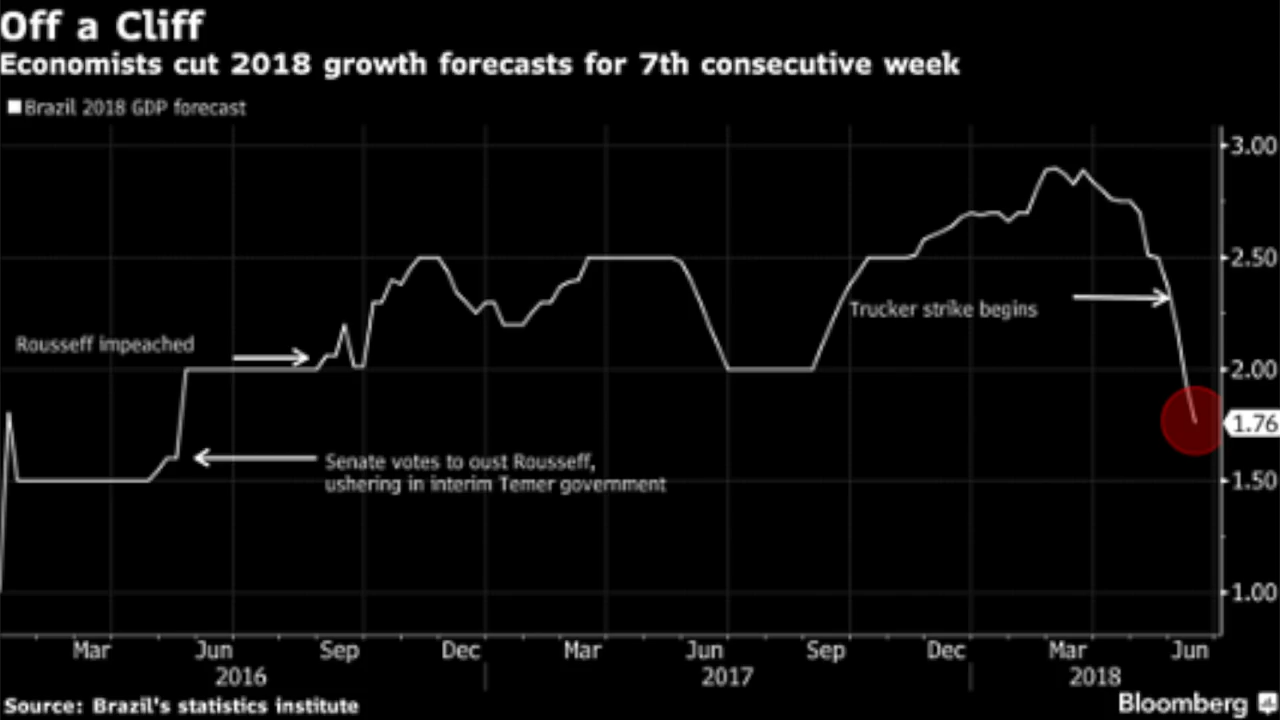 Off a Cliff
Economists cut 2018 growth forecasts for 7th consecutive week
Brazil 2018 GDP forecast
3.00
2.50
Trucker strike begins
Rousseff impeached
2.00
1.76
Senate votes to oust Rousseff,
ushering in interim Temer government
1.50
1.00
Mar Jun Sep Dec Mar Jun Sep Dec Mar Jun
2016 2017 2018
Source: Brazil's statistics institute
Bloomberg